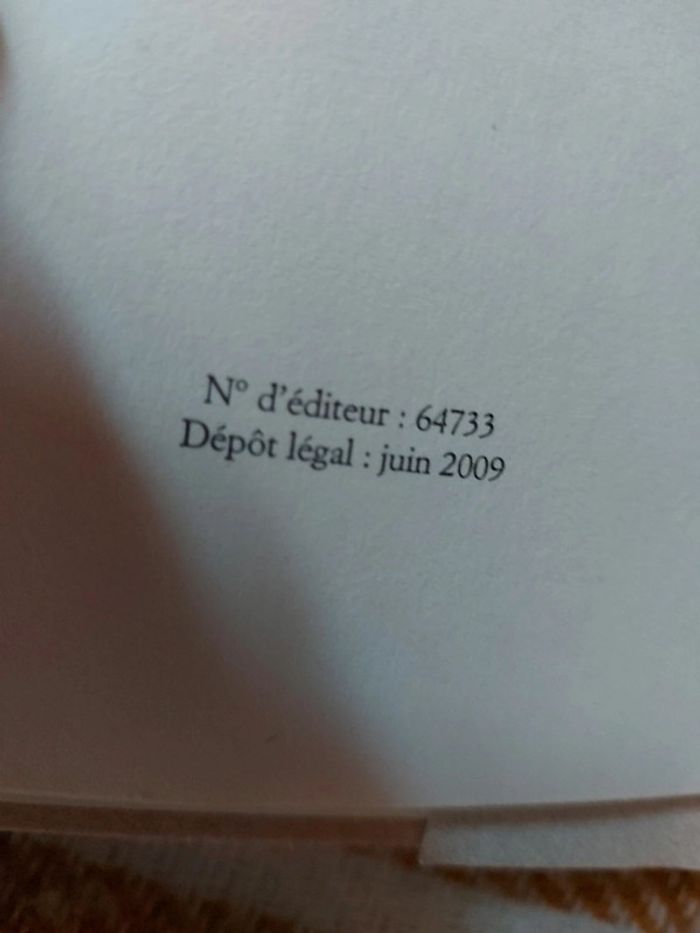 N° d'éditeur : 64733
Dépôt légal : juin 2009